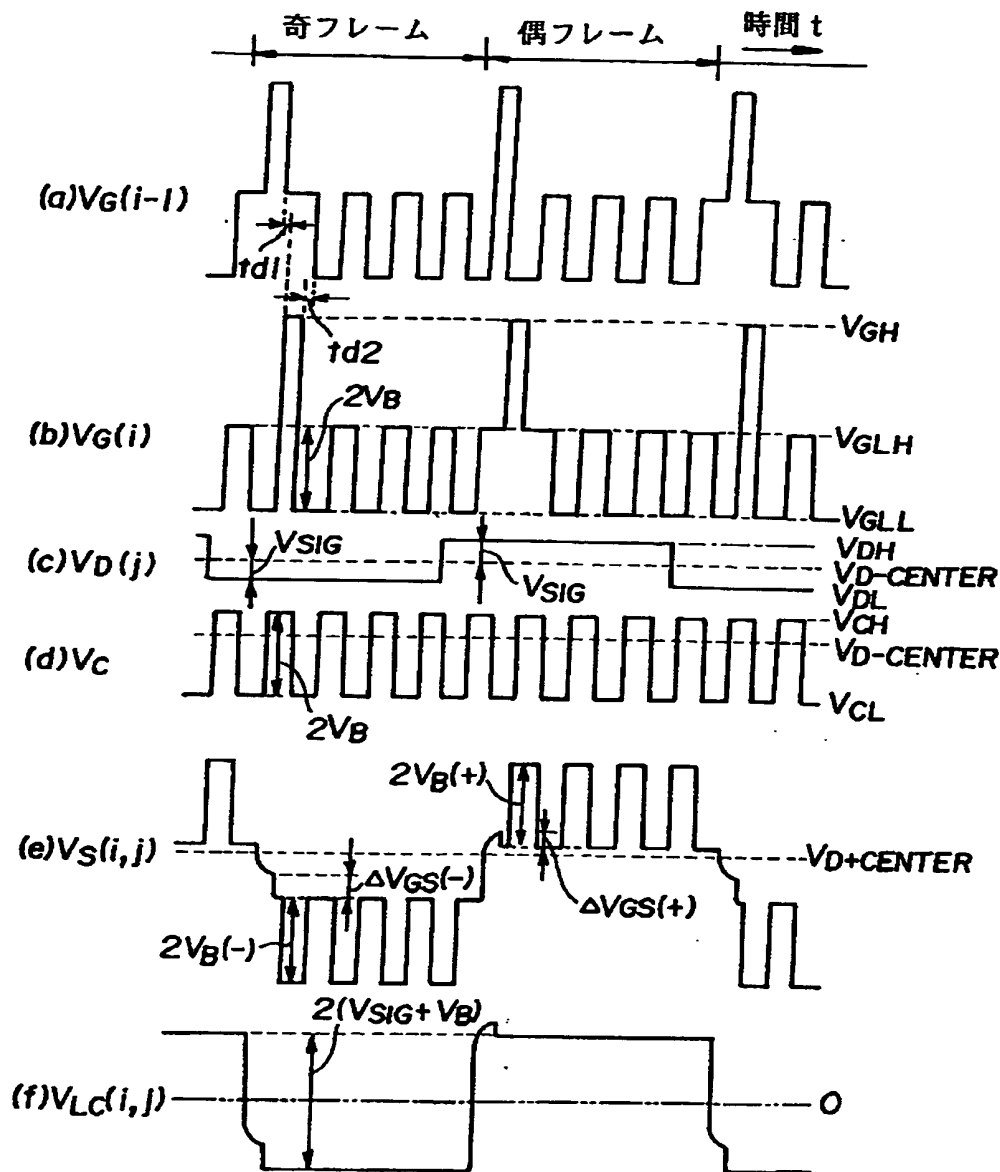 奇フレーム 偶フレーム 時間 t
(a)VG(i-1)
td1
td2
VGH
2VB
(b)VG(i)
VGLH
VGLL
VSIG
VDH
(c)VD(j)
VD-CENTER
VSIG
VDL
VCH
(d)VC
VD-CENTER
VCL
2VB
2VB(+)
(e)VS(i,j)
VD+CENTER
ΔVGS(-)
ΔVGS(+)
2VB(-)
2(VSIG+VB)
(f)VLC(i,j)
0